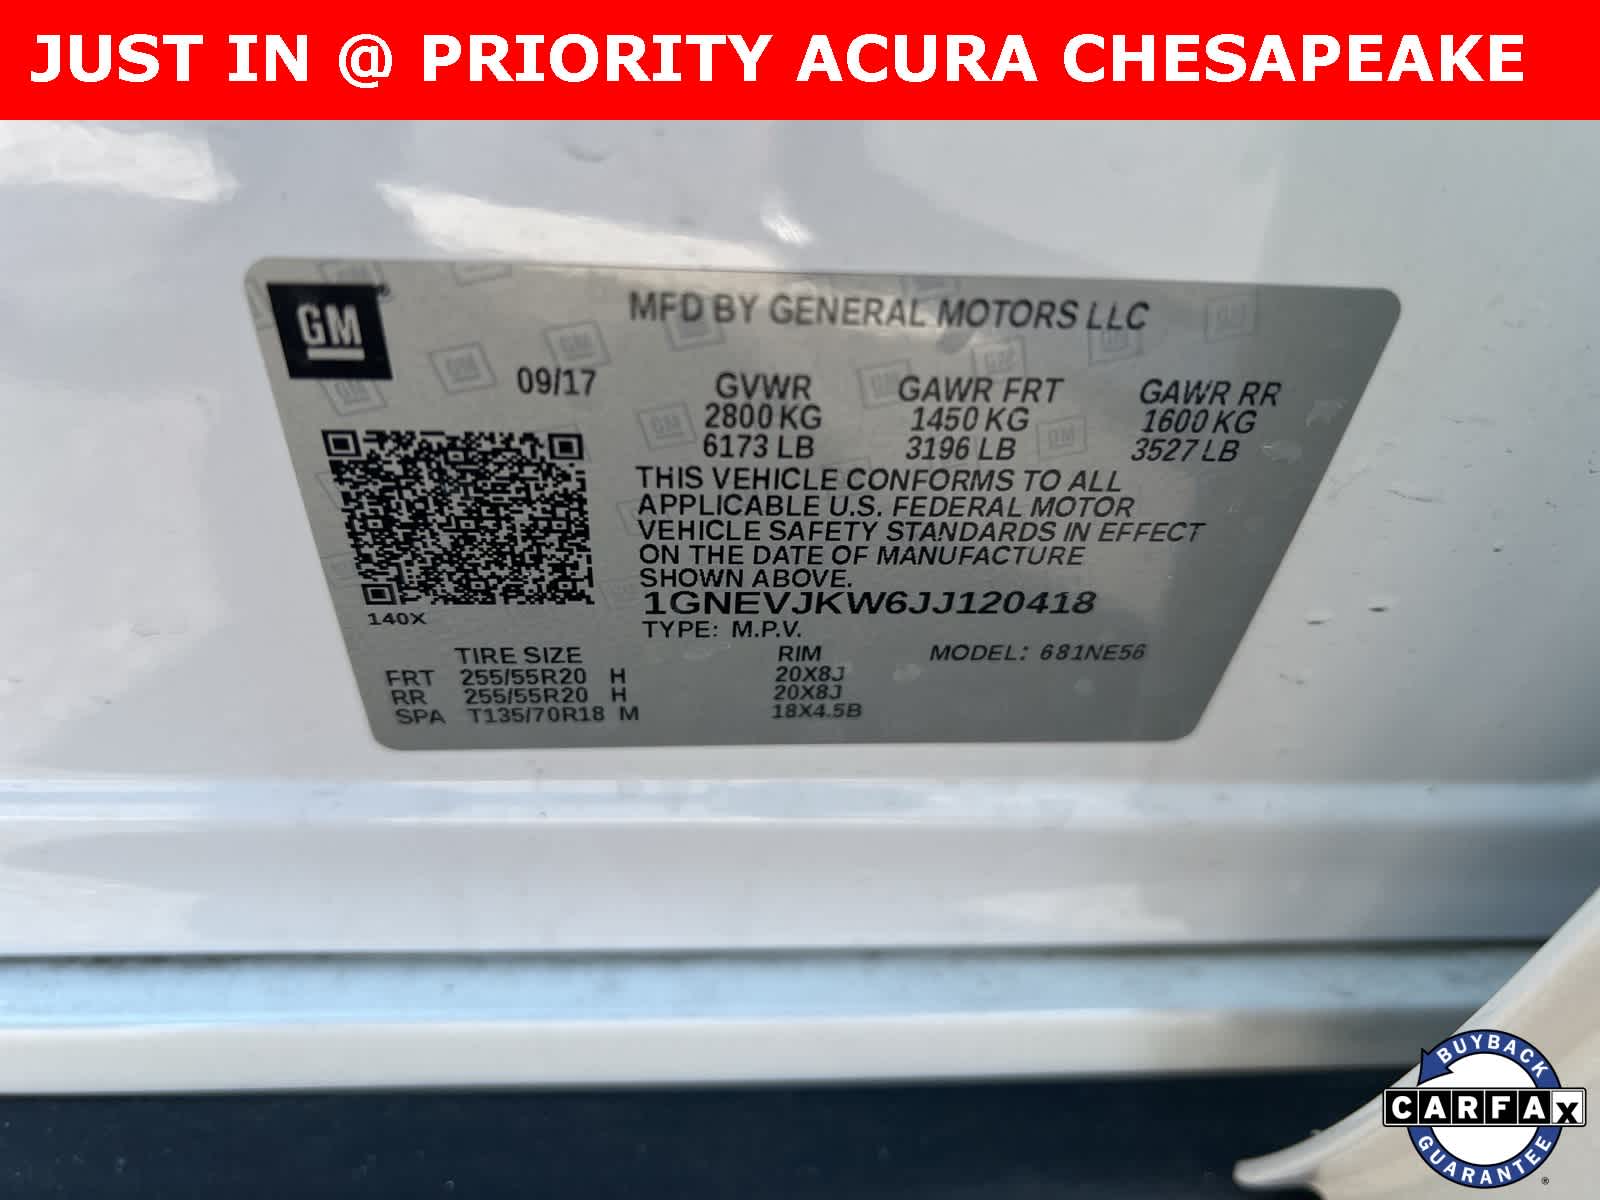 JUST IN @ PRIORITY ACURA CHESAPEAKE
GM®
MFD BY GENERAL MOTORS LLC
09/17 GVWR GAWR FRT GAWR RR
2800 KG 1450 KG 1600 KG
6173 LB 3196 LB 3527 LB
THIS VEHICLE CONFORMS TO ALL
APPLICABLE U.S. FEDERAL MOTOR
VEHICLE SAFETY STANDARDS IN EFFECT
ON THE DATE OF MANUFACTURE
SHOWN ABOVE.
1GNEVJKW6JJ120418
140X
TYPE: M.P.V.
TIRE SIZE RIM MODEL: 681NE56
FRT 255/55R20 H 20X8J
RR 255/55R20 H 20X8J
SPA T135/70R18 M 18X4.5B
BUYBACK
CARFAX
GUARANTEE®